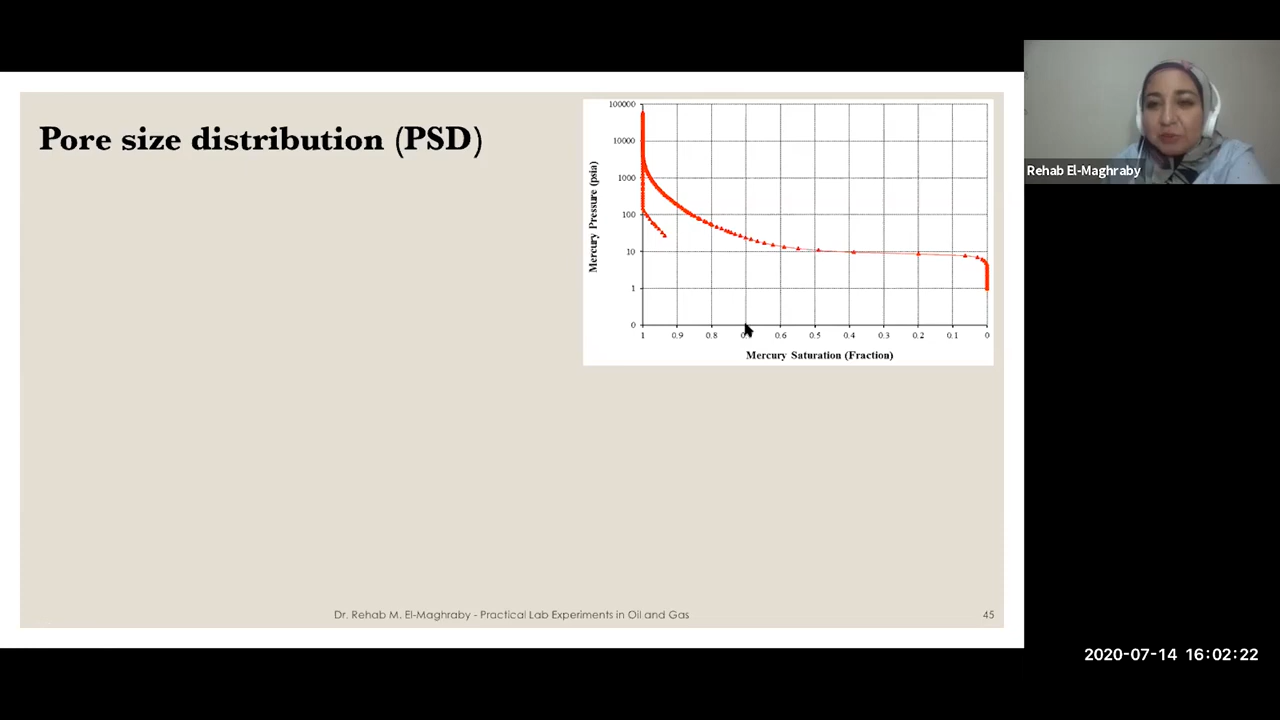 Pore size distribution (PSD)
100000
10000
1000
100
10
1
0
Mercury Pressure (psia)
1 0.9 0.8 0.6 0.5 0.4 0.3 0.2 0.1 0
Mercury Saturation (Fraction)
Rehab El-Maghraby
Dr. Rehab M. El-Maghraby - Practical Lab Experiments in Oil and Gas
45
2020-07-14 16:02:22